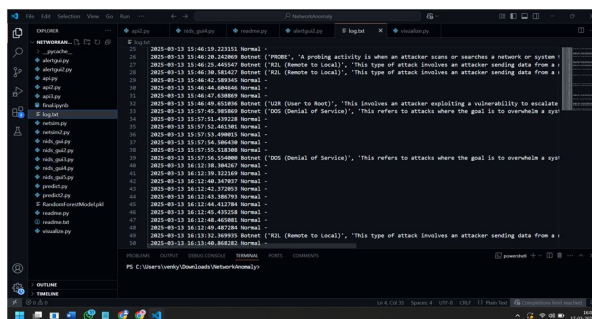 File Edit Selection View Go Run ···
NetworkAnomaly
EXPLORER
api2.py
nids_gui4.py
readme.py
alertgui2.py
log.txt
visualize.py
log.txt
__pycache__
alertgui.py
alertgui2.py
api.py
api2.py
api3.py
final.ipynb
log.txt
netsim.py
netsim2.py
nids_gui.py
nids_gui2.py
nids_gui3.py
nids_gui4.py
nids_gui5.py
predict.py
predict2.py
RandomForestModel.pkl
readme.py
readme.txt
visualize.py
OUTLINE
TIMELINE
25 2025-03-13 15:46:19.223151 Normal -
26 2025-03-13 15:46:20.242069 Botnet ('PROBE', 'A probing activity is when an attacker scans or searches a network or system
27 2025-03-13 15:46:25.445547 Botnet ('R2L (Remote to Local)', 'This type of attack involves an attacker sending data from a
28 2025-03-13 15:46:30.581427 Botnet ('R2L (Remote to Local)', 'This type of attack involves an attacker sending data from a
29 2025-03-13 15:46:42.589345 Normal -
30 2025-03-13 15:46:44.604646 Normal -
31 2025-03-13 15:46:47.630869 Normal -
32 2025-03-13 15:46:49.651036 Botnet ('U2R (User to Root)', 'This involves an attacker exploiting a vulnerability to escalate
33 2025-03-13 15:57:45.985869 Botnet ('DOS (Denial of Service)', 'This refers to attacks where the goal is to overwhelm a sys
34 2025-03-13 15:57:51.439228 Normal -
35 2025-03-13 15:57:52.461301 Normal -
36 2025-03-13 15:57:53.490015 Normal -
37 2025-03-13 15:57:54.506430 Normal -
38 2025-03-13 15:57:55.518308 Normal -
39 2025-03-13 15:57:56.554000 Botnet ('DOS (Denial of Service)', 'This refers to attacks where the goal is to overwhelm a sys
40 2025-03-13 16:12:38.304267 Normal -
41 2025-03-13 16:12:39.322169 Normal -
42 2025-03-13 16:12:40.347037 Normal -
43 2025-03-13 16:12:42.372053 Normal -
44 2025-03-13 16:12:43.386793 Normal -
45 2025-03-13 16:12:44.412784 Normal -
46 2025-03-13 16:12:45.435258 Normal -
47 2025-03-13 16:12:48.465081 Normal -
48 2025-03-13 16:12:49.487284 Normal -
49 2025-03-13 16:13:32.369935 Botnet ('R2L (Remote to Local)', 'This type of attack involves an attacker sending data from a
50 2025-03-13 16:13:40.868282 Normal -
PROBLEMS OUTPUT DEBUG CONSOLE TERMINAL PORTS COMMENTS
powershell
PS C:\Users\venky\Downloads\NetworkAnomaly>
Ln 4, Col 35 Spaces: 4 UTF-8 CRLF Plain Text